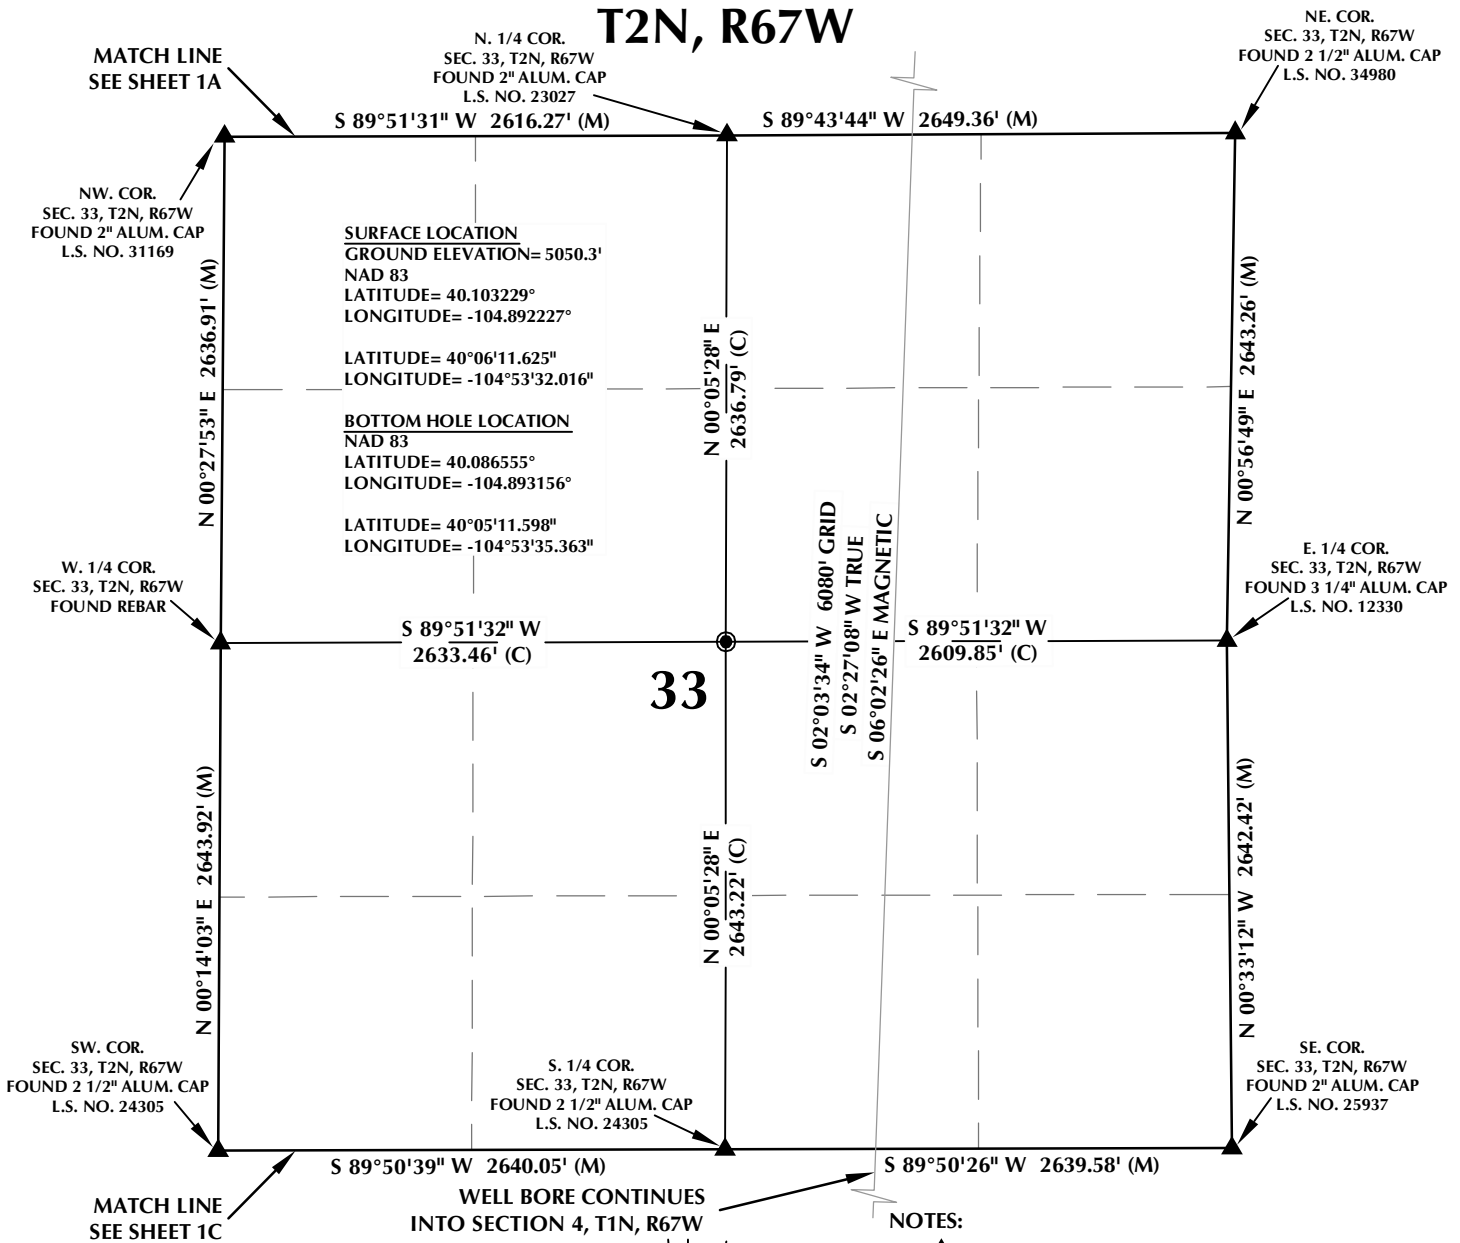 T2N, R67W
MATCH LINE
SEE SHEET 1A
N. 1/4 COR.
SEC. 33, T2N, R67W
FOUND 2" ALUM. CAP
L.S. NO. 23027
NE. COR.
SEC. 33, T2N, R67W
FOUND 2 1/2" ALUM. CAP
L.S. NO. 34980
S 89°51'31" W 2616.27' (M)
S 89°43'44" W 2649.36' (M)
NW. COR.
SEC. 33, T2N, R67W
FOUND 2" ALUM. CAP
L.S. NO. 31169
SURFACE LOCATION
GROUND ELEVATION= 5050.3'
NAD 83
LATITUDE= 40.103229°
LONGITUDE= -104.892227°
LATITUDE= 40°06'11.625"
LONGITUDE= -104°53'32.016"
BOTTOM HOLE LOCATION
NAD 83
LATITUDE= 40.086555°
LONGITUDE= -104.893156°
LATITUDE= 40°05'11.598"
LONGITUDE= -104°53'35.363"
N 00°27'53" E 2636.91' (M)
N 00°05'28" E
2636.79' (C)
N 00°56'49" E 2643.26' (M)
W. 1/4 COR.
SEC. 33, T2N, R67W
FOUND REBAR
E. 1/4 COR.
SEC. 33, T2N, R67W
FOUND 3 1/4" ALUM. CAP
L.S. NO. 12330
S 89°51'32" W
2633.46' (C)
S 89°51'32" W
2609.85' (C)
33
S 02°03'34" W 6080' GRID
S 02°27'08" W TRUE
S 06°02'26" E MAGNETIC
N 00°14'03" E 2643.92' (M)
N 00°05'28" E
2643.22' (C)
N 00°33'12" W 2642.42' (M)
SW. COR.
SEC. 33, T2N, R67W
FOUND 2 1/2" ALUM. CAP
L.S. NO. 24305
S. 1/4 COR.
SEC. 33, T2N, R67W
FOUND 2 1/2" ALUM. CAP
L.S. NO. 24305
SE. COR.
SEC. 33, T2N, R67W
FOUND 2" ALUM. CAP
L.S. NO. 25937
S 89°50'39" W 2640.05' (M)
S 89°50'26" W 2639.58' (M)
MATCH LINE
SEE SHEET 1C
WELL BORE CONTINUES
INTO SECTION 4, T1N, R67W
NOTES: